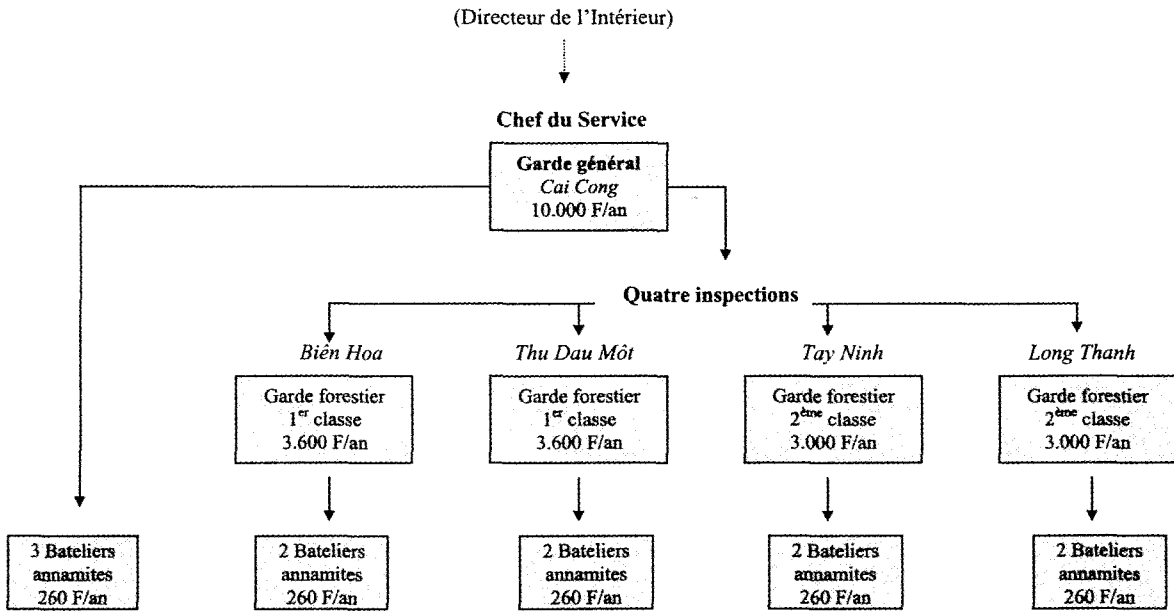 (Directeur de l'Intérieur)
Chef du Service
Garde général
Cai Cong
10.000 F/an
Quatre inspections
Biên Hoa
Garde forestier
1er classe
3.600 F/an
Thu Dau Môt
Garde forestier
1er classe
3.600 F/an
Tay Ninh
Garde forestier
2ème classe
3.000 F/an
Long Thanh
Garde forestier
2ème classe
3.000 F/an
3 Bateliers
annamites
260 F/an
2 Bateliers
annamites
260 F/an
2 Bateliers
annamites
260 F/an
2 Bateliers
annamites
260 F/an
2 Bateliers
annamites
260 F/an